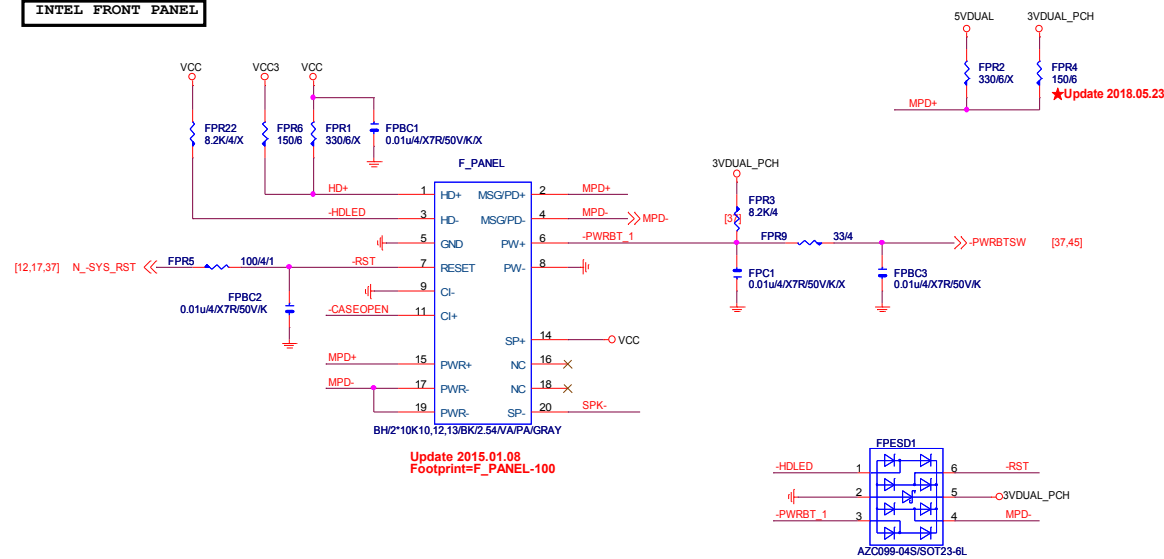 INTEL FRONT PANEL
5VDUAL
3VDUAL_PCH
FPR2
330/6/X
FPR4
150/6
★Update 2018.05.23
MPD+
VCC
VCC3
VCC
FPR22
8.2K/4/X
FPR6
150/6
FPR1
330/6/X
FPBC1
0.01u/4/X7R/50V/K/X
F_PANEL
HD+
1
HD+
MSG/PD+
2
MPD+
-HDLED
3
HD-
MSG/PD-
4
MPD-
MPD-
[37]
5
GND
PW+
6
-PWRBT_1
7
RESET
PW-
8
9
CI-
-CASEOPEN
11
CI+
SP+
14
VCC
MPD+
15
PWR+
NC
16
MPD-
17
PWR-
NC
18
19
PWR-
SP-
20
SPK-
BH/2*10K10,12,13/BK/2.54/VA/PA/GRAY
Update 2015.01.08
Footprint=F_PANEL-100
[12,17,37]
N_-SYS_RST
FPR5
100/4/1
-RST
FPBC2
0.01u/4/X7R/50V/K
3VDUAL_PCH
FPR3
8.2K/4
FPR9
33/4
-PWRBTSW
[37,45]
FPC1
0.01u/4/X7R/50V/K/X
FPBC3
0.01u/4/X7R/50V/K
FPESD1
-HDLED
1
6
-RST
2
5
3VDUAL_PCH
-PWRBT_1
3
4
MPD-
AZC099-04S/SOT23-6L